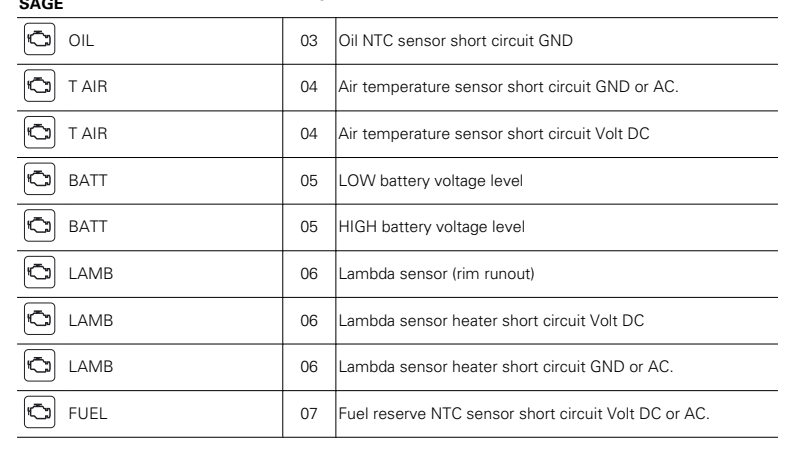 SAGE
OIL 03 Oil NTC sensor short circuit GND
T AIR 04 Air temperature sensor short circuit GND or AC.
T AIR 04 Air temperature sensor short circuit Volt DC
BATT 05 LOW battery voltage level
BATT 05 HIGH battery voltage level
LAMB 06 Lambda sensor (rim runout)
LAMB 06 Lambda sensor heater short circuit Volt DC
LAMB 06 Lambda sensor heater short circuit GND or AC.
FUEL 07 Fuel reserve NTC sensor short circuit Volt DC or AC.